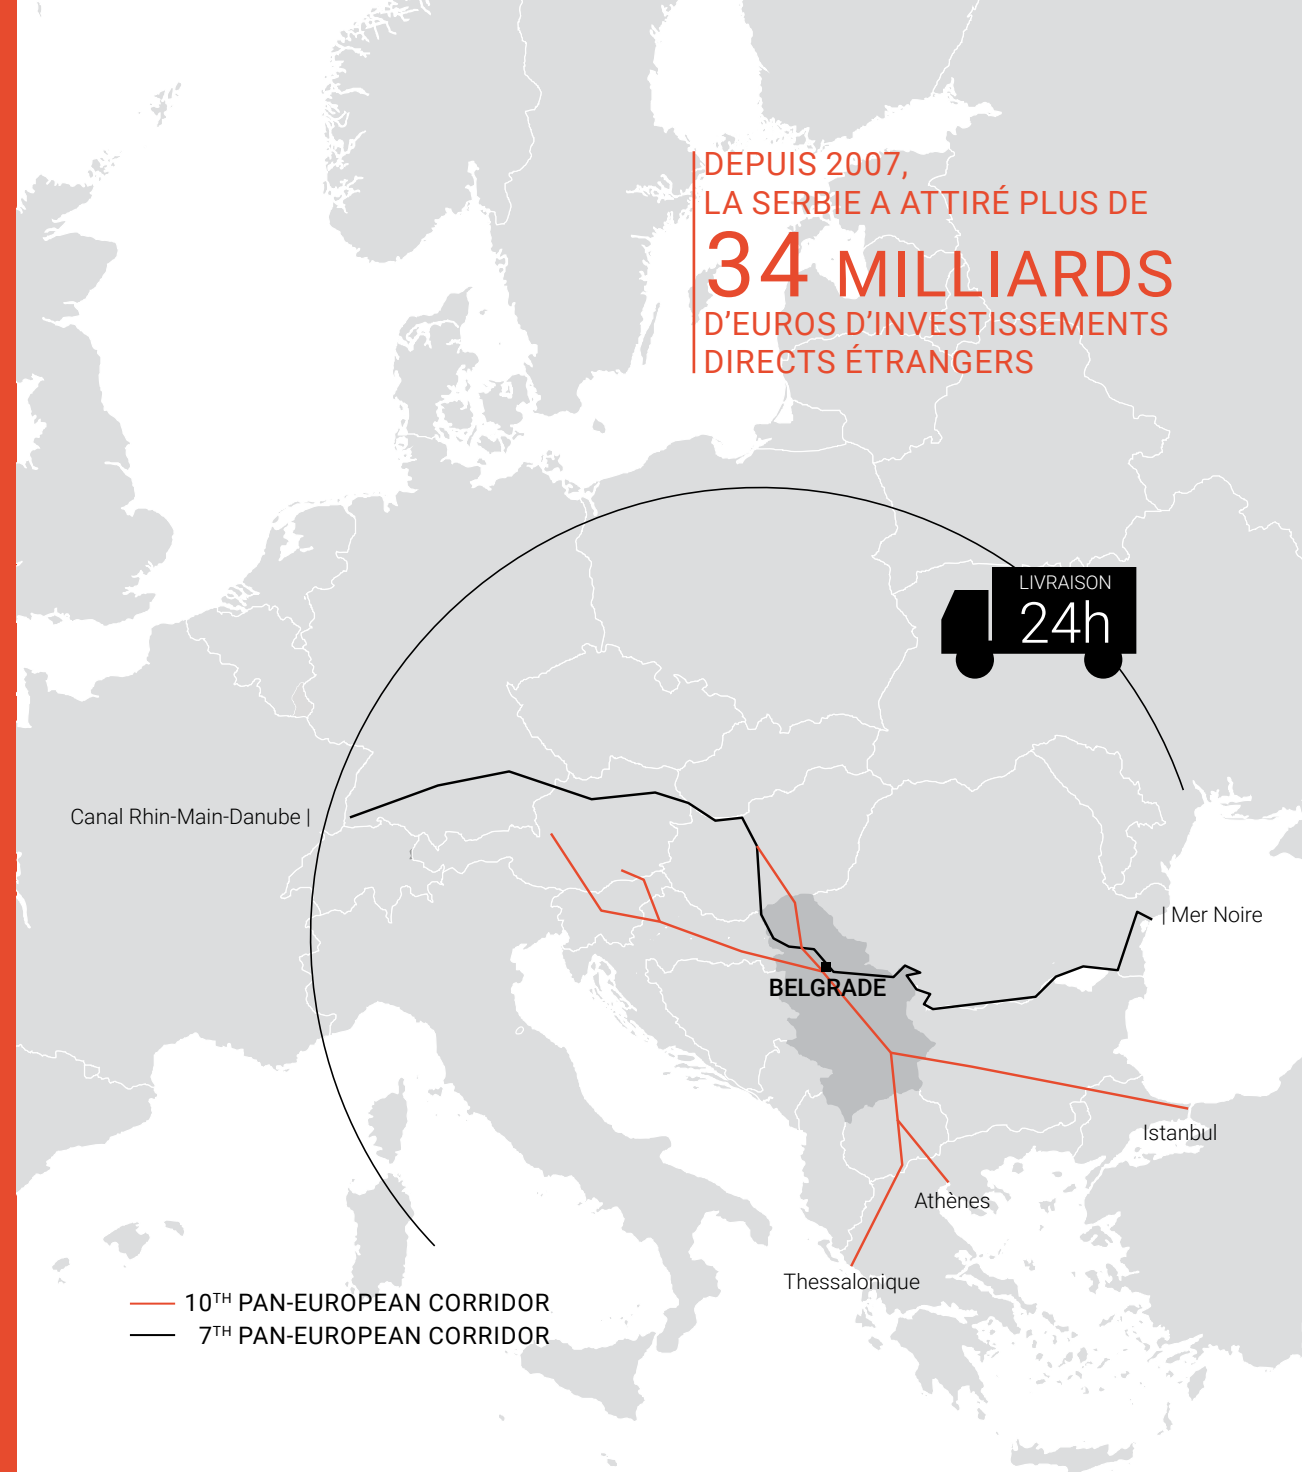 DEPUIS 2007,
LA SERBIE A ATTIRÉ PLUS DE
34 MILLIARDS
D'EUROS D'INVESTISSEMENTS
DIRECTS ÉTRANGERS
LIVRAISON
24h
Canal Rhin-Main-Danube |
| Mer Noire
BELGRADE
Istanbul
Athènes
Thessalonique
10TH PAN-EUROPEAN CORRIDOR
7TH PAN-EUROPEAN CORRIDOR